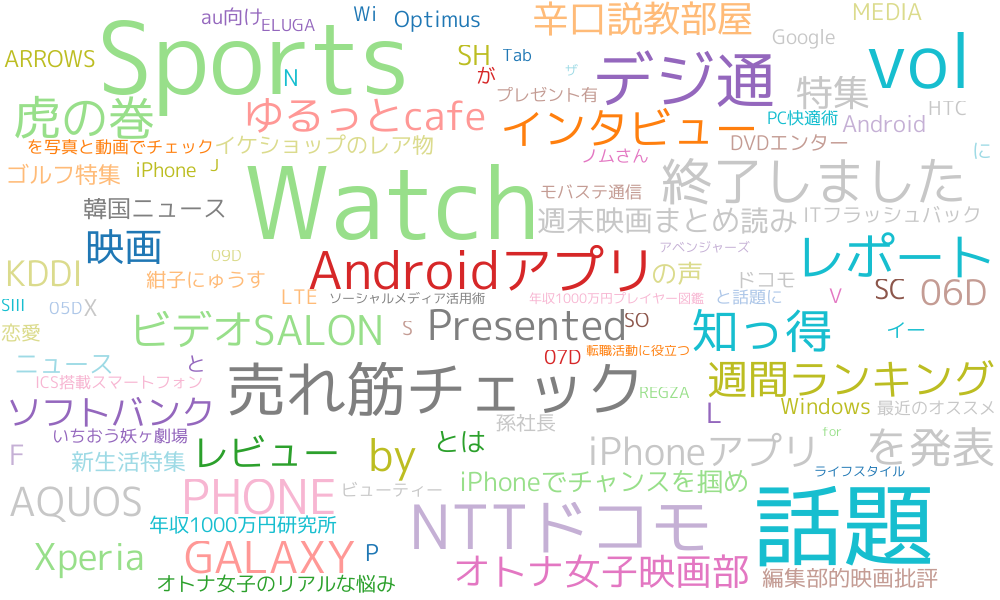 au向け
Wi
Optimus
辛口説教部屋
MEDIA
ELUGA
Google
Sports
vol
ARROWS
SH
Tab
が
ザ
N
デジ通
特集
プレゼント有
HTC
虎の巻
ゆるっとcafe
インタビュー
PC快適術
Android
を写真と動画でチェック
イケショップのレア物
DVDエンター
に
ノムさん
ゴルフ特集
iPhone
J
Watch
終了しました
モバステ通信
韓国ニュース
週末映画まとめ読み
ITフラッシュバック
映画
09D
アベンジャーズ
レポート
KDDI
紺子にゅうす
Androidアプリ
の声
ドコモ
SC
06D
LTE
ソーシャルメディア活用術
年収1000万円プレイヤー図鑑
と話題に
V
SIII
05D
X
恋愛
ビデオSALON
S
Presented
SO
知っ得
イー
ニュース
と
07D
転職活動に役立つ
ICS搭載スマートフォン
売れ筋チェック
REGZA
週間ランキング
ソフトバンク
孫社長
L
Windows
最近のオススメ
いちおう妖ヶ劇場
レビュー
とは
for
F
新生活特集
by
iPhoneアプリ
を発表
ライフスタイル
AQUOS
PHONE
ビューティー
iPhoneでチャンスを掴め
年収1000万円研究所
NTTドコモ
話題
Xperia
GALAXY
P
オトナ女子のリアルな悩み
オトナ女子映画部
編集部的映画批評